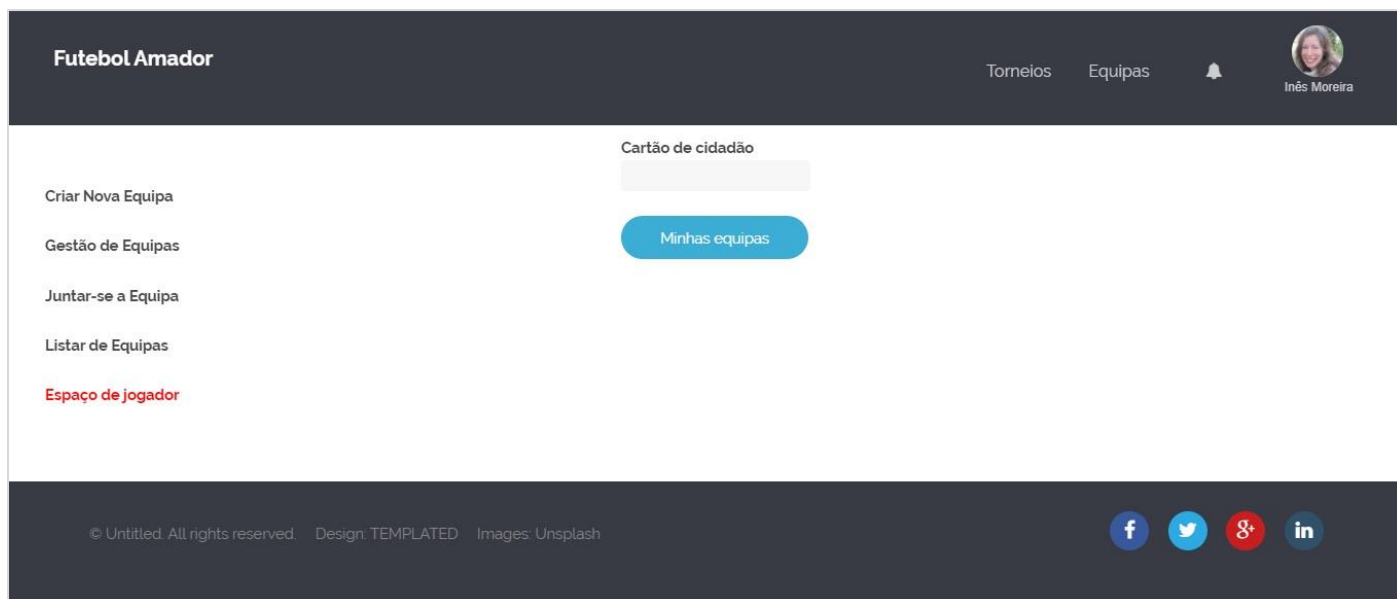 Futebol Amador
Torneios Equipas
Inês Moreira
Cartão de cidadão
Criar Nova Equipa
Minhas equipas
Gestão de Equipas
Juntar-se a Equipa
Listar de Equipas
Espaço de jogador
© Untitled. All rights reserved. Design: TEMPLATED Images: Unsplash
f g+ in